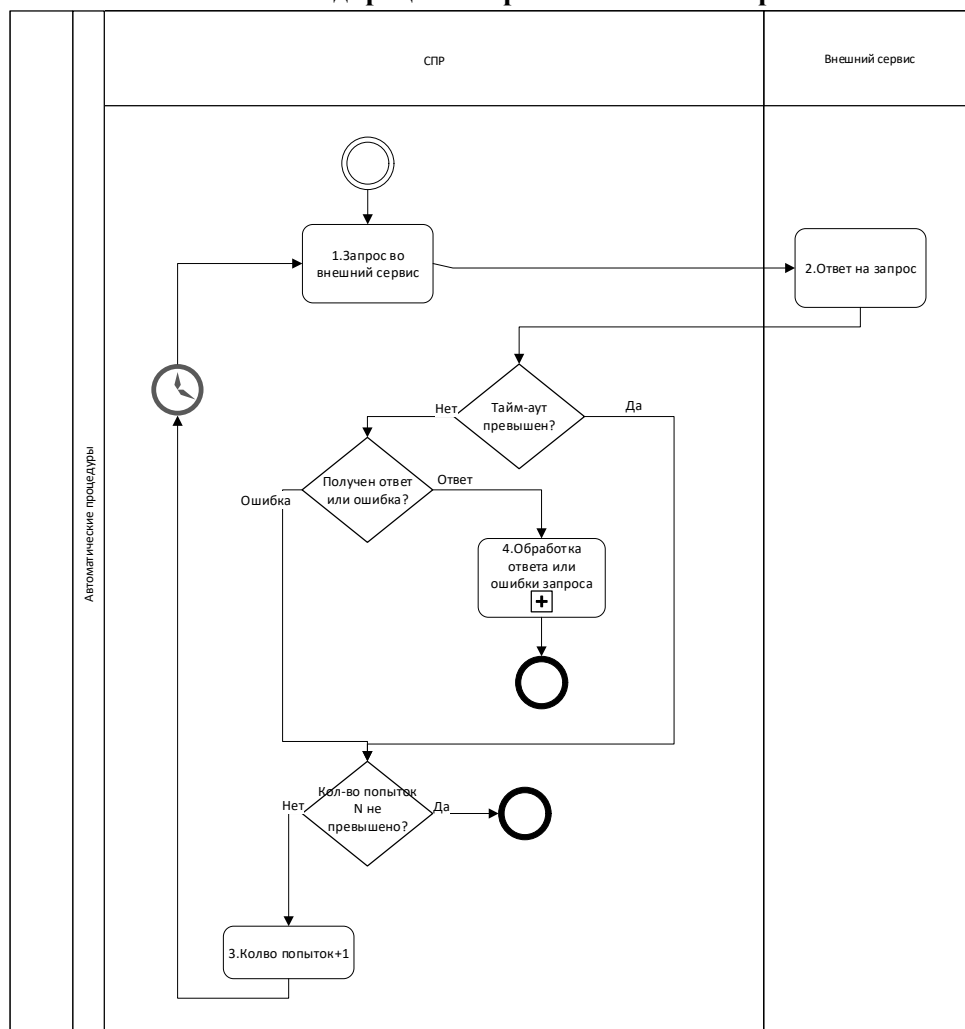 СПР
Внешний сервис
Автоматические процедуры
1.Запрос во
внешний сервис
2.Ответ на запрос
Тайм-аут
превышен?
Нет
Да
Получен ответ
или ошибка?
Ошибка
Ответ
4.Обработка
ответа или
ошибки запроса
Кол-во попыток
N не
превышено?
Нет
Да
3.Колво попыток+1